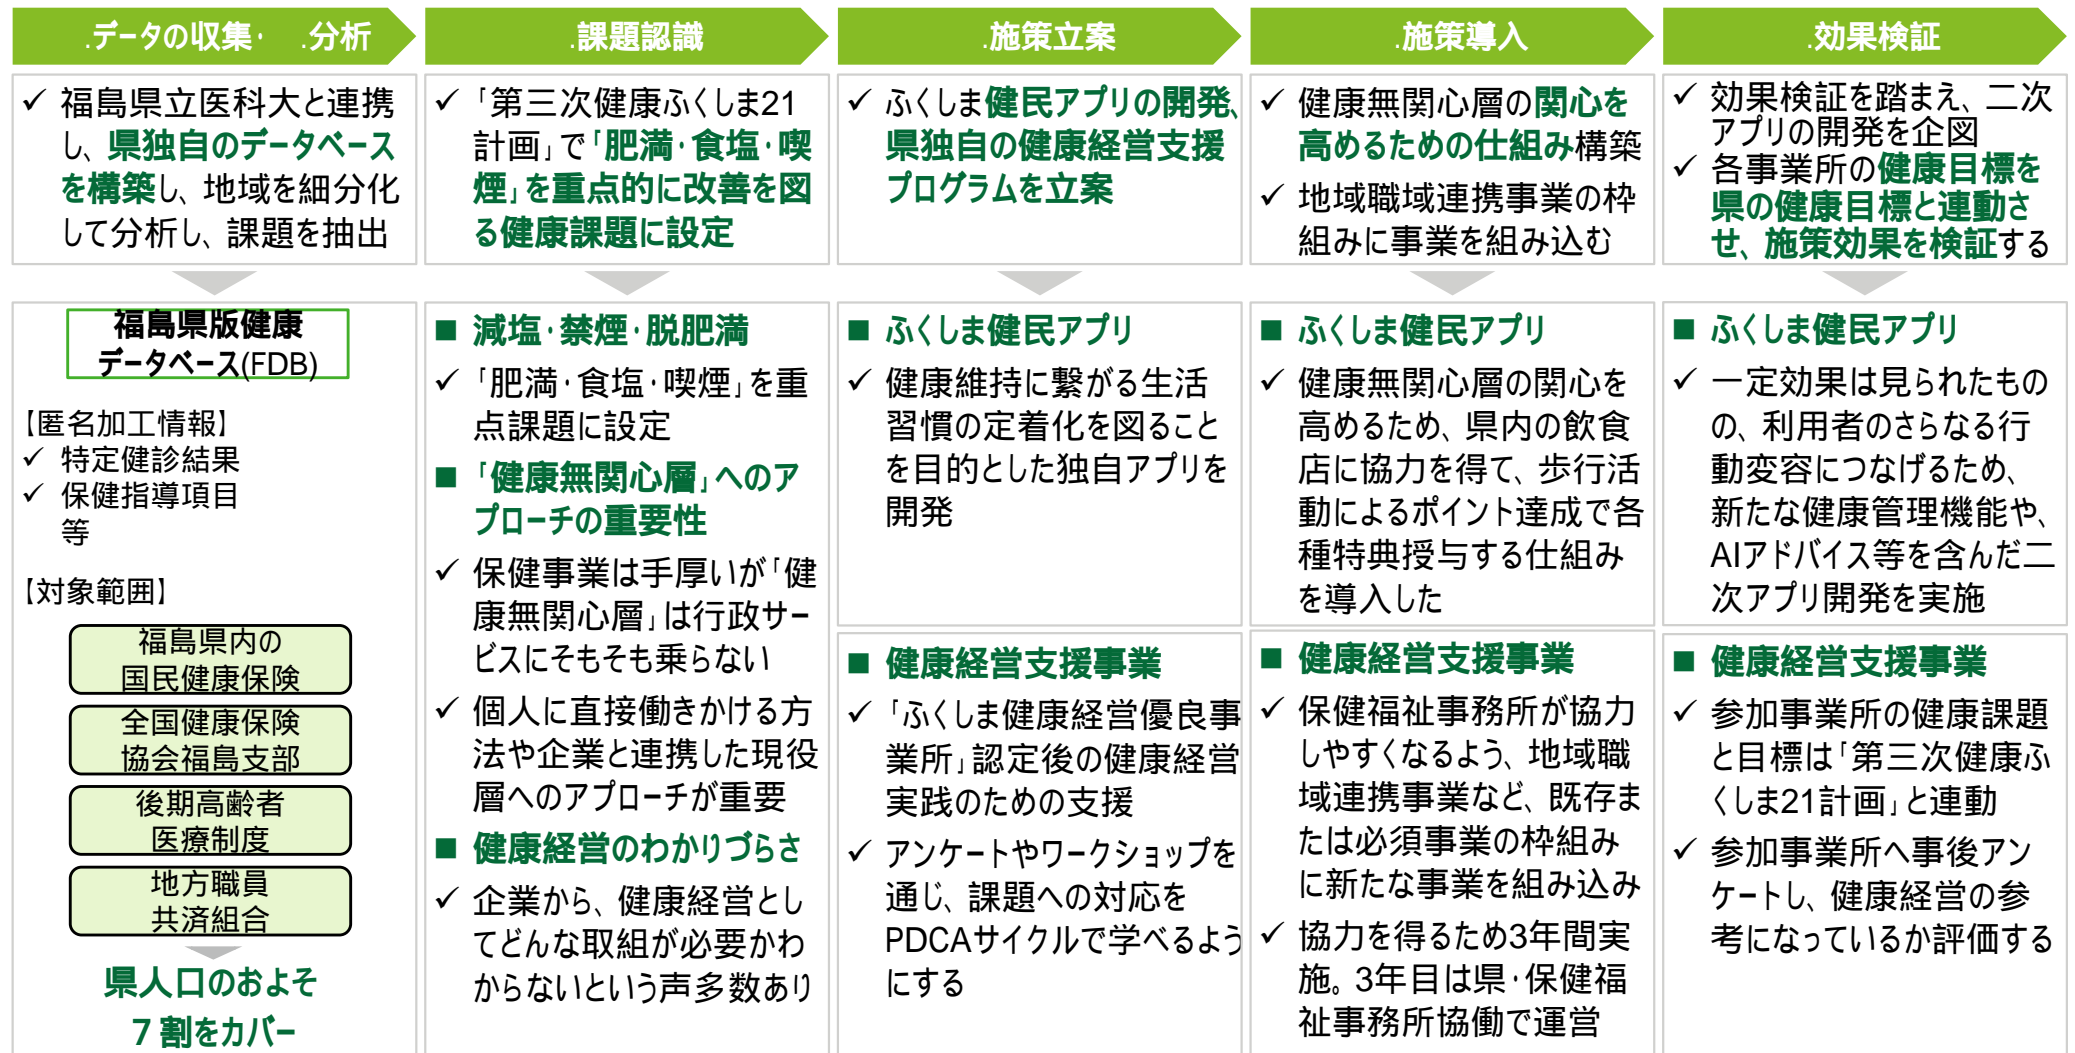 .データの収集・ .分析
✓ 福島県立医科大と連携
し、県独自のデータベース
を構築し、地域を細分化
して分析し、課題を抽出
福島県版健康
データベース(FDB)
【匿名加工情報】
✓ 特定健診結果
✓ 保健指導項目
等
【対象範囲】
福島県内の
国民健康保険
全国健康保険
協会福島支部
後期高齢者
医療制度
地方職員
共済組合
県人口のおよそ
7割をカバー
.課題認識
✓ 「第三次健康ふくしま21
計画」で「肥満・食塩・喫
煙」を重点的に改善を図
る健康課題に設定
■ 減塩・禁煙・脱肥満
✓ 「肥満・食塩・喫煙」を重
点課題に設定
■ 「健康無関心層」へのア
プローチの重要性
✓ 保健事業は手厚いが「健
康無関心層」は行政サー
ビスにそもそも乗らない
✓ 個人に直接働きかける方
法や企業と連携した現役
層へのアプローチが重要
■ 健康経営のわかりづらさ
✓ 企業から、健康経営とし
てどんな取組が必要かわ
からないという声多数あり
.施策立案
✓ ふくしま健民アプリの開発、
県独自の健康経営支援
プログラムを立案
■ ふくしま健民アプリ
✓ 健康維持に繋がる生活
習慣の定着化を図ること
を目的とした独自アプリを
開発
■ 健康経営支援事業
✓ 「ふくしま健康経営優良事
業所」認定後の健康経営
実践のための支援
✓ アンケートやワークショップを
通じ、課題への対応を
PDCAサイクルで学べるよう
にする
.施策導入
✓ 健康無関心層の関心を
高めるための仕組み構築
✓ 地域職域連携事業の枠
組みに事業を組み込む
■ ふくしま健民アプリ
✓ 健康無関心層の関心を
高めるため、県内の飲食
店に協力を得て、歩行活
動によるポイント達成で各
種特典授与する仕組み
を導入した
■ 健康経営支援事業
✓ 保健福祉事務所が協力
しやすくなるよう、地域職
域連携事業など、既存ま
たは必須事業の枠組み
に新たな事業を組み込み
✓ 協力を得るため3年間実
施。3年目は県・保健福
祉事務所協働で運営
.効果検証
✓ 効果検証を踏まえ、二次
アプリの開発を企図
✓ 各事業所の健康目標を
県の健康目標と連動さ
せ、施策効果を検証する
■ ふくしま健民アプリ
✓ 一定効果は見られたもの
の、利用者のさらなる行
動変容につなげるため、
新たな健康管理機能や、
AIアドバイス等を含んだ二
次アプリ開発を実施
■ 健康経営支援事業
✓ 参加事業所の健康課題
と目標は「第三次健康ふ
くしま21計画」と連動
✓ 参加事業所へ事後アン
ケートし、健康経営の参
考になっているか評価する